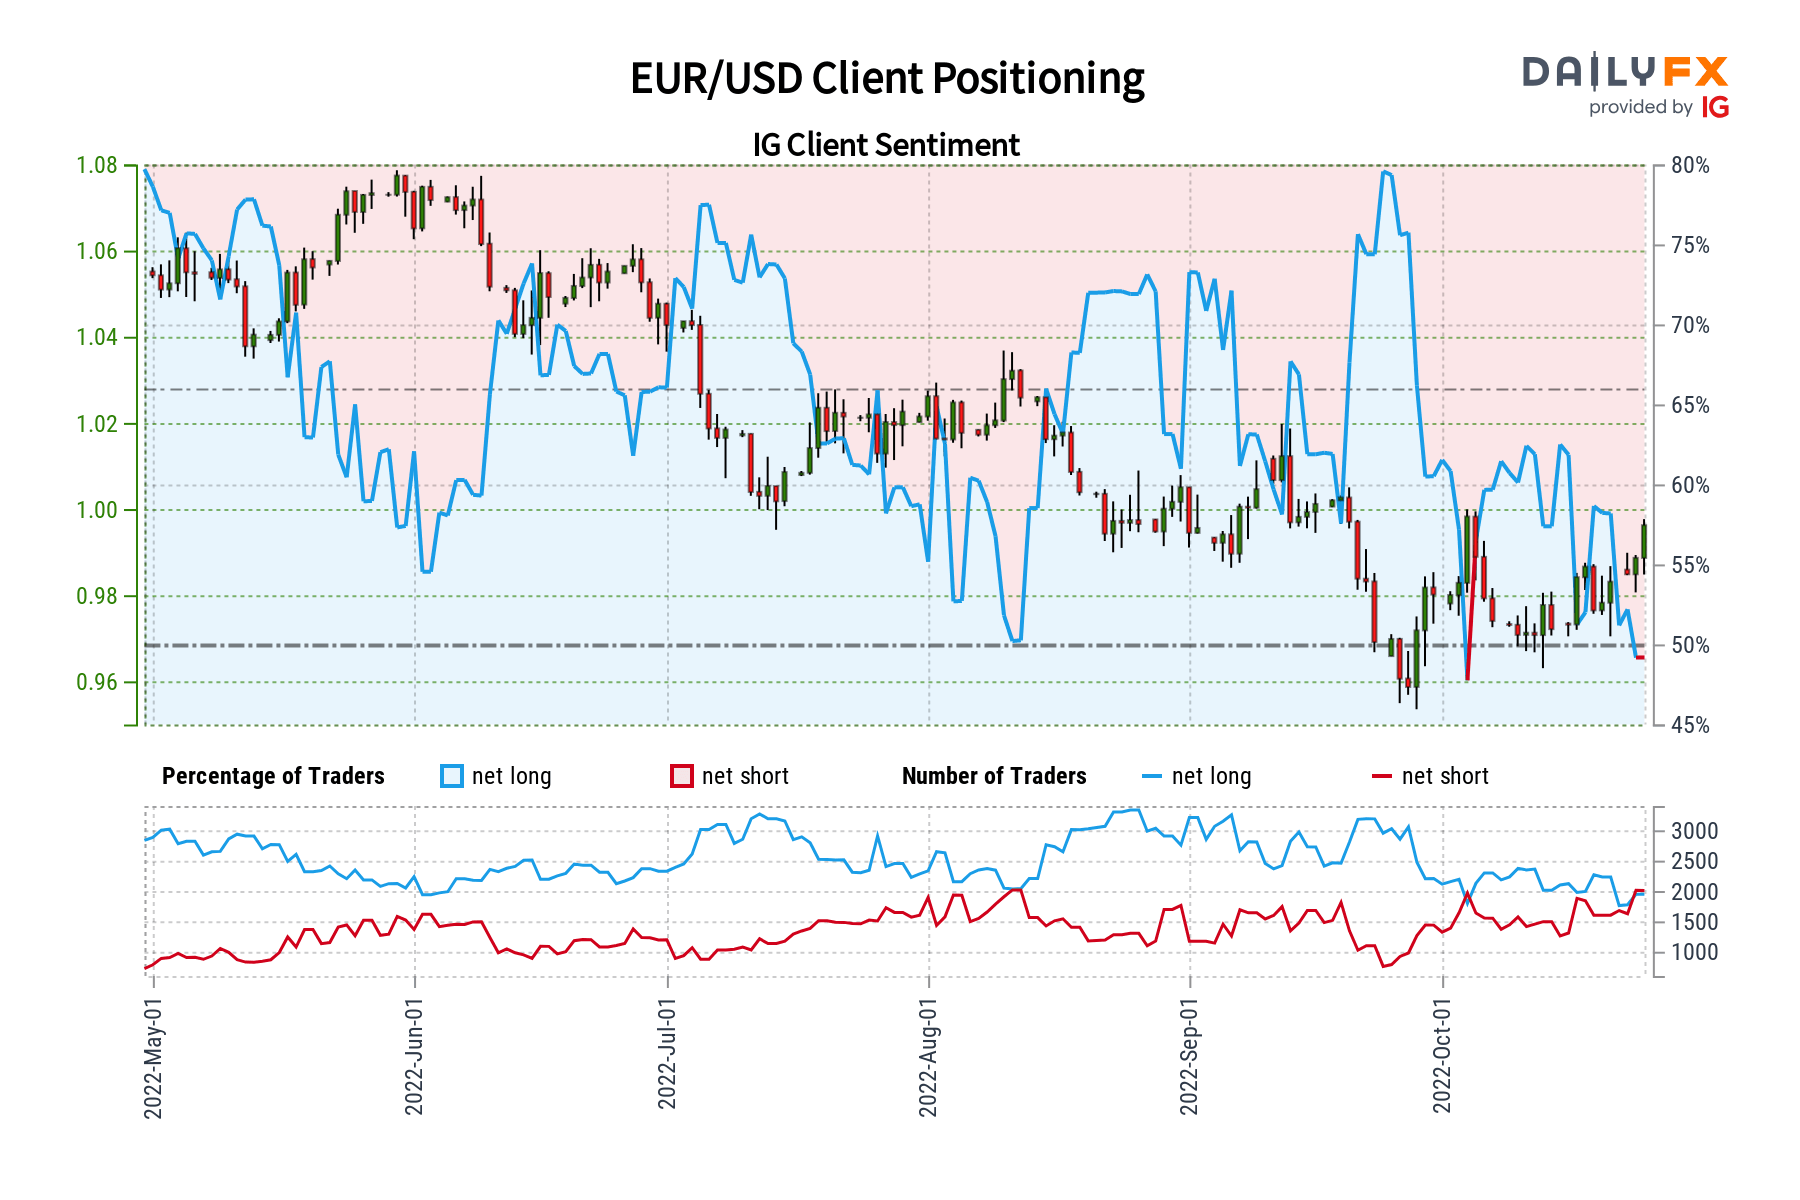 EUR/USD Client Positioning
DAILYFX
provided by IG
IG Client Sentiment
1.08
1.06
1.04
1.02
1.00
0.98
0.96
80%
75%
70%
65%
60%
55%
50%
45%
Percentage of Traders net long net short Number of Traders net long net short
3000
2500
2000
1500
1000
2022-May-01
2022-Jun-01
2022-Jul-01
2022-Aug-01
2022-Sep-01
2022-Oct-01